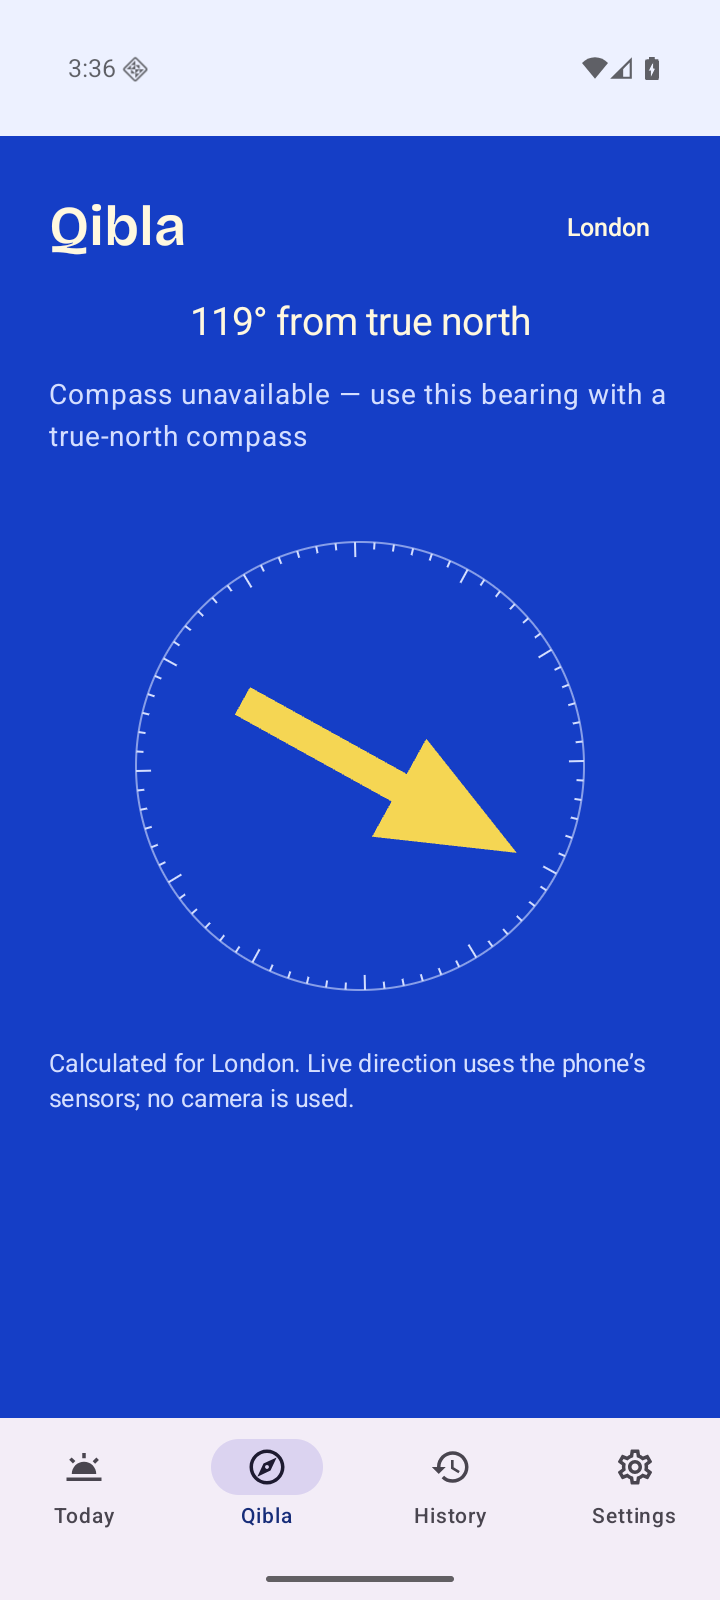 3:36
Qibla
London
119° from true north
Compass unavailable — use this bearing with a
true-north compass
Calculated for London. Live direction uses the phone’s
sensors; no camera is used.
Today
Qibla
History
Settings